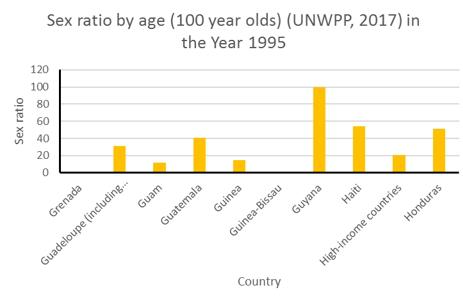 Sex ratio by age (100 year olds) (UNWPP, 2017) in
the Year 1995
120
100
80
60
40
20
0
Sex ratio
Grenada
Guadeloupe (including...
Guam
Guatemala
Guinea
Guinea-Bissau
Guyana
Haiti
High-income countries
Honduras
Country